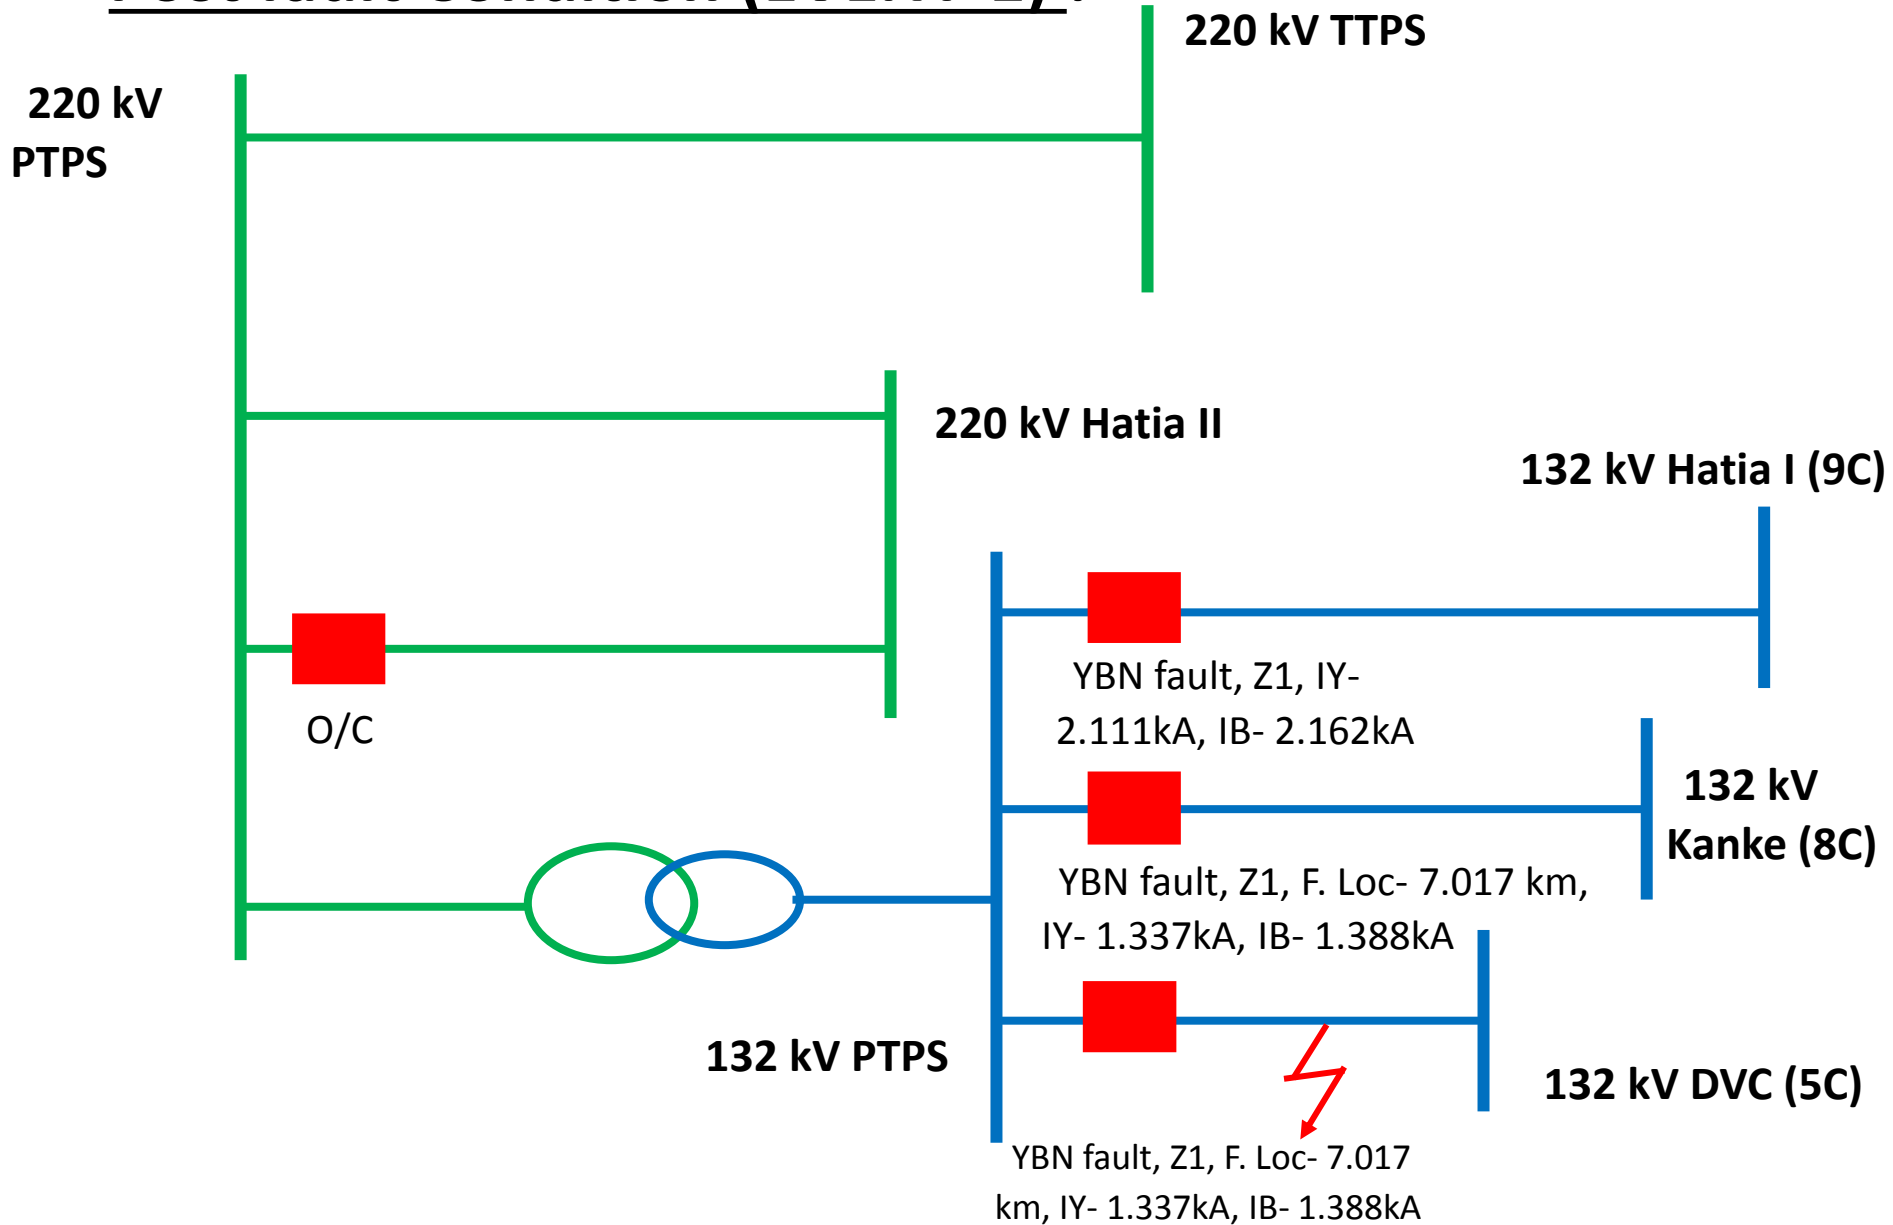 220 kV TTPS
220 kV
PTPS
220 kV Hatia II
132 kV Hatia I (9C)
YBN fault, Z1, IY-
2.111kA, IB- 2.162kA
O/C
132 kV
Kanke (8C)
YBN fault, Z1, F. Loc- 7.017 km,
IY- 1.337kA, IB- 1.388kA
132 kV PTPS
132 kV DVC (5C)
YBN fault, Z1, F. Loc- 7.017
km, IY- 1.337kA, IB- 1.388kA